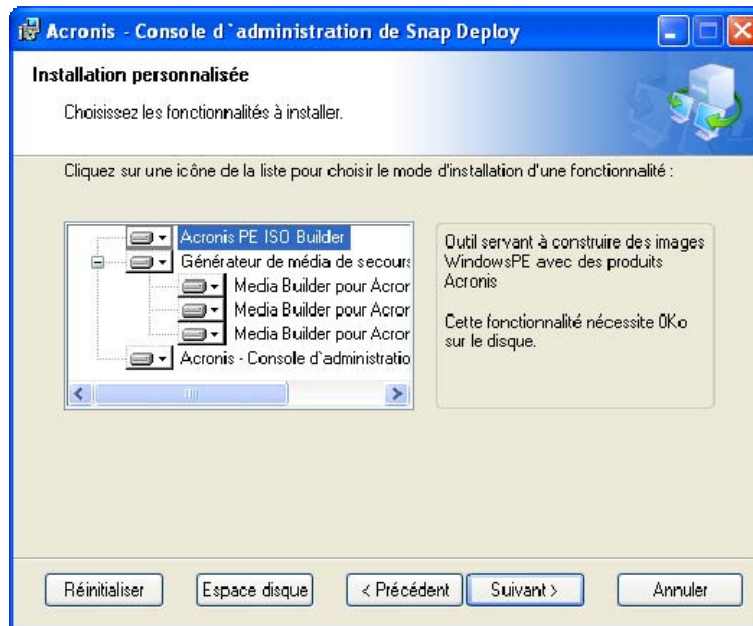 Acronis - Console d`administration de Snap Deploy
Installation personnalisée
Choisissez les fonctionnalités à installer.
Cliquez sur une icône de la liste pour choisir le mode d'installation d'une fonctionnalité :
Acronis PE ISO Builder
Générateur de média de secours
Media Builder pour Acror
Media Builder pour Acror
Media Builder pour Acror
Acronis - Console d`administratio
Outil servant à construire des images
WindowsPE avec des produits
Acronis
Cette fonctionnalité nécessite 0Ko
sur le disque.
Réinitialiser
Espace disque
< Précédent
Suivant >
Annuler